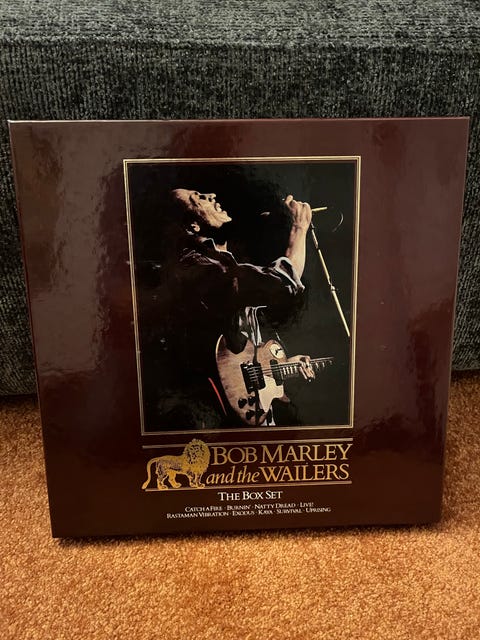 BOB MARLEY
and the WAILERS
THE BOX SET
CATCH A FIRE · BURNIN' · NATTY DREAD · LIVE!
RASTAMAN VIBRATION · EXODUS · KAYA · SURVIVAL · UPRISING